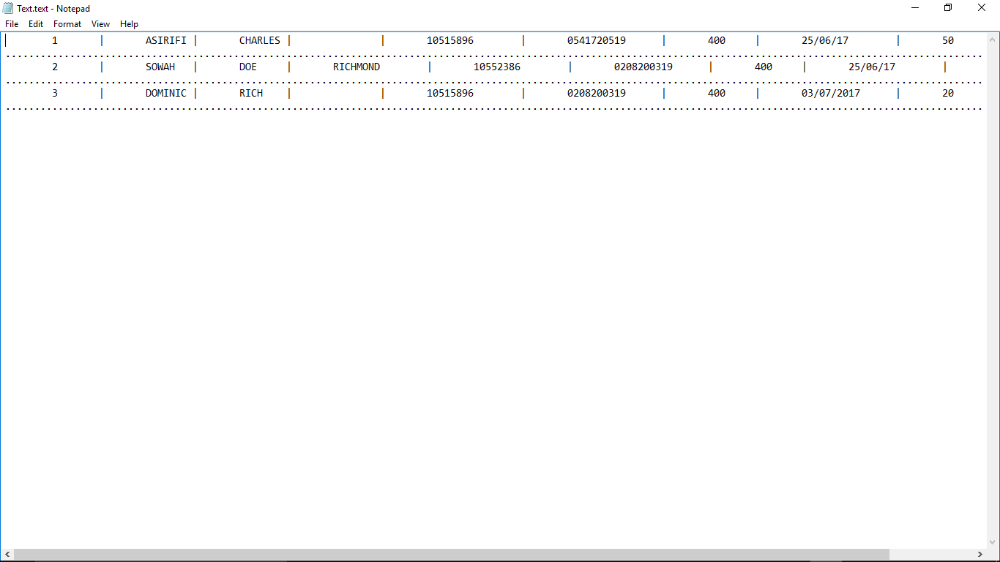 Text.text - Notepad
File Edit Format View Help
1 | ASIRIFI | CHARLES | | 10515896 | 0541720519 | 400 | 25/06/17 | 50
................................................................................................................................................................
2 | SOWAH | DOE | RICHMOND | 10552386 | 0208200319 | 400 | 25/06/17 |
................................................................................................................................................................
3 | DOMINIC | RICH | | 10515896 | 0208200319 | 400 | 03/07/2017 | 20
................................................................................................................................................................